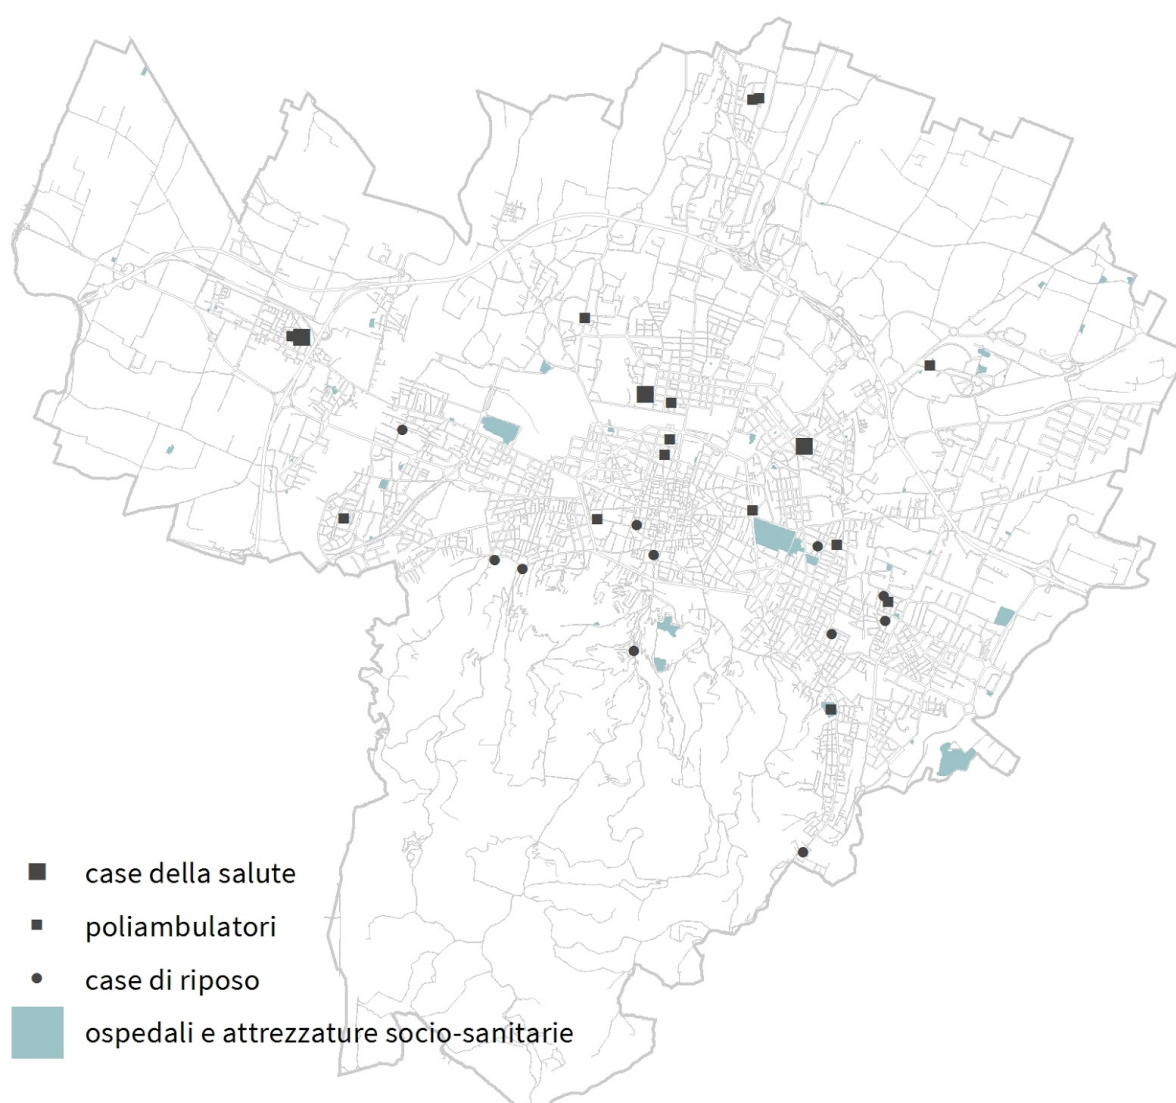 case della salute
poliambulatori
case di riposo
ospedali e attrezzature socio-sanitarie